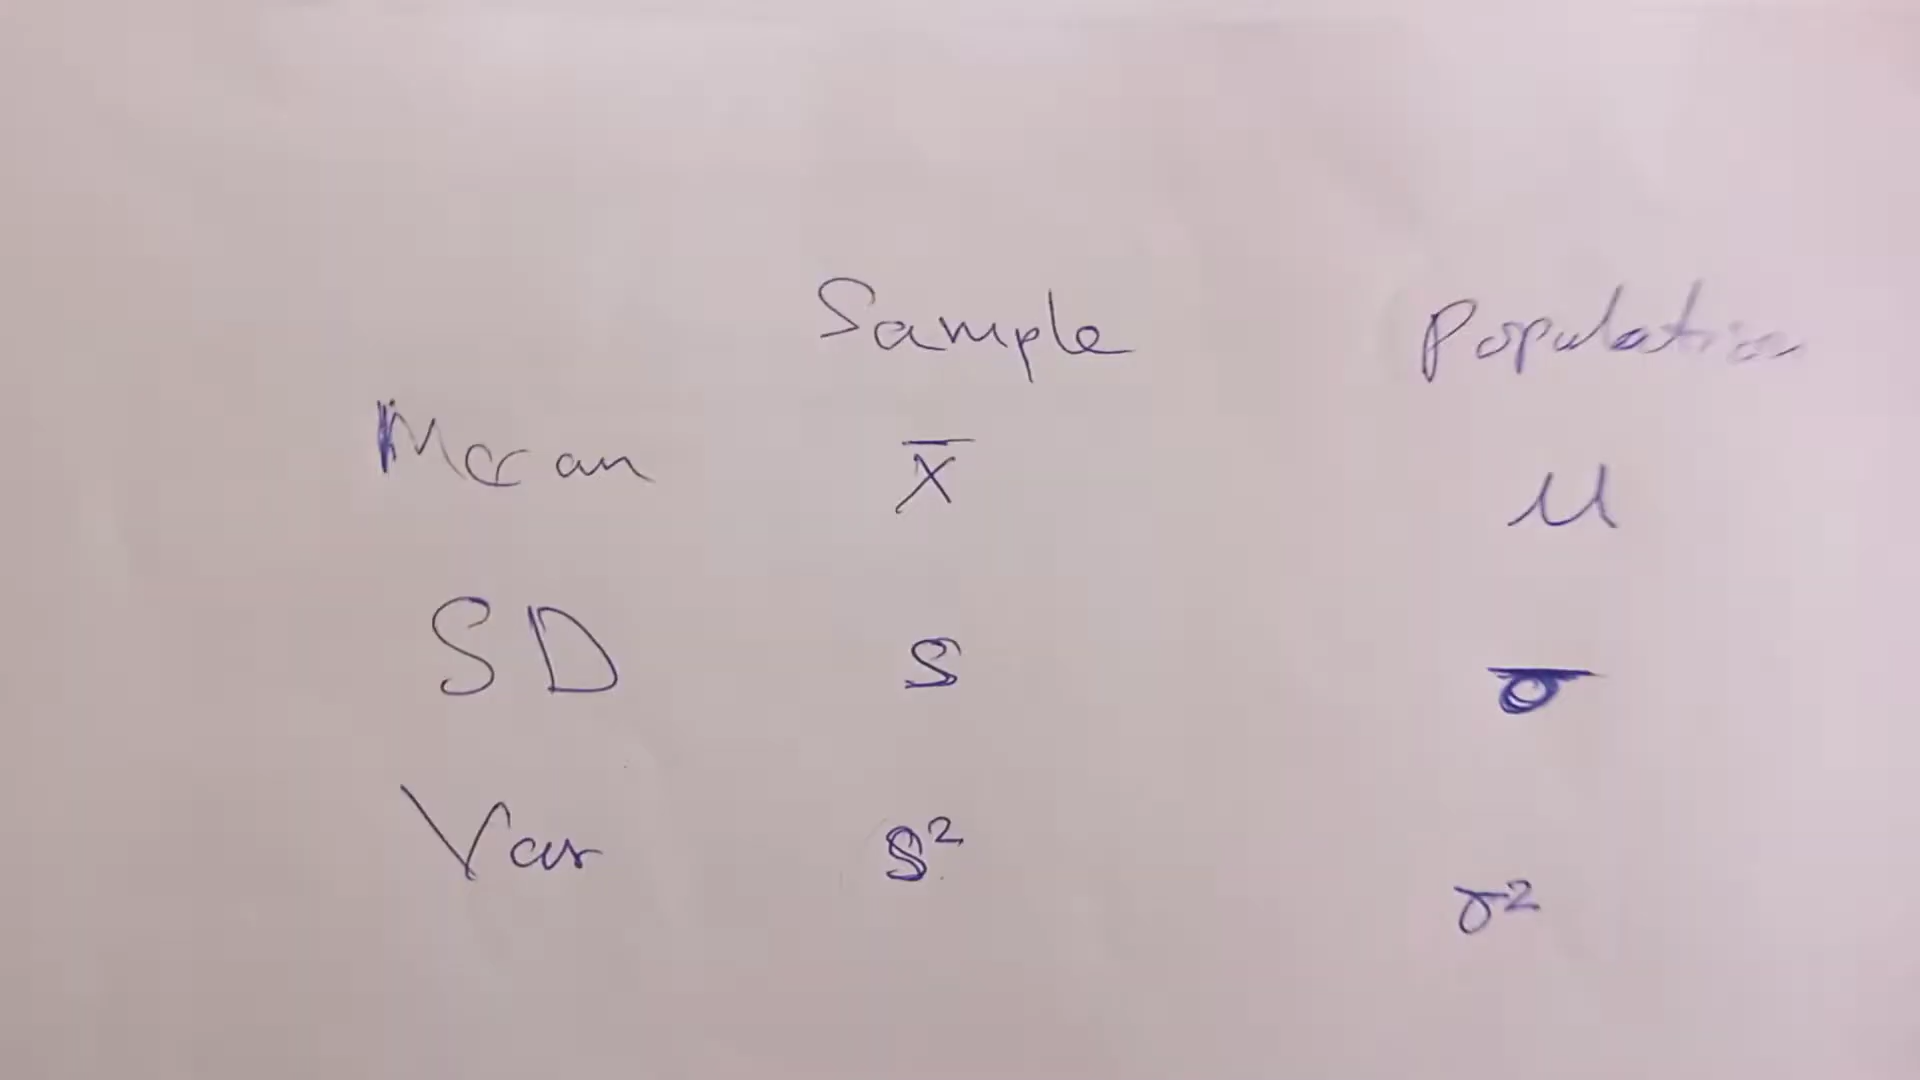 Sample Population
Mean x̄ μ
SD s σ
Var s²
σ²